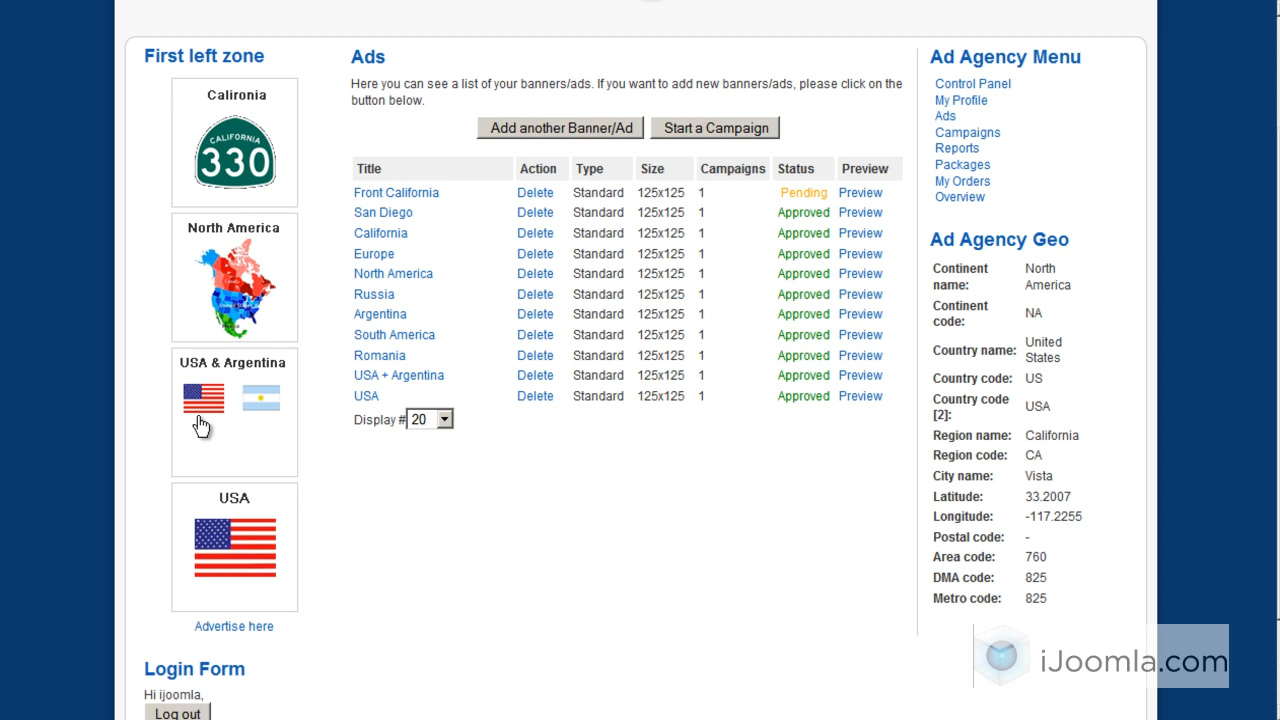 First left zone
Calironia
CALIFORNIA
330
North America
USA & Argentina
USA
Advertise here
Login Form
Hi ijoomla,
Log out
Ads
Here you can see a list of your banners/ads. If you want to add new banners/ads, please click on the
button below.
Add another Banner/Ad Start a Campaign
Title Action Type Size Campaigns Status Preview
Front California Delete Standard 125x125 1 Pending Preview
San Diego Delete Standard 125x125 1 Approved Preview
California Delete Standard 125x125 1 Approved Preview
Europe Delete Standard 125x125 1 Approved Preview
North America Delete Standard 125x125 1 Approved Preview
Russia Delete Standard 125x125 1 Approved Preview
Argentina Delete Standard 125x125 1 Approved Preview
South America Delete Standard 125x125 1 Approved Preview
Romania Delete Standard 125x125 1 Approved Preview
USA + Argentina Delete Standard 125x125 1 Approved Preview
USA Delete Standard 125x125 1 Approved Preview
Display # 20
Ad Agency Menu
Control Panel
My Profile
Ads
Campaigns
Reports
Packages
My Orders
Overview
Ad Agency Geo
Continent name: North America
Continent code: NA
Country name: United States
Country code: US
Country code [2]: USA
Region name: California
Region code: CA
City name: Vista
Latitude: 33.2007
Longitude: -117.2255
Postal code: -
Area code: 760
DMA code: 825
Metro code: 825
iJoomla.com